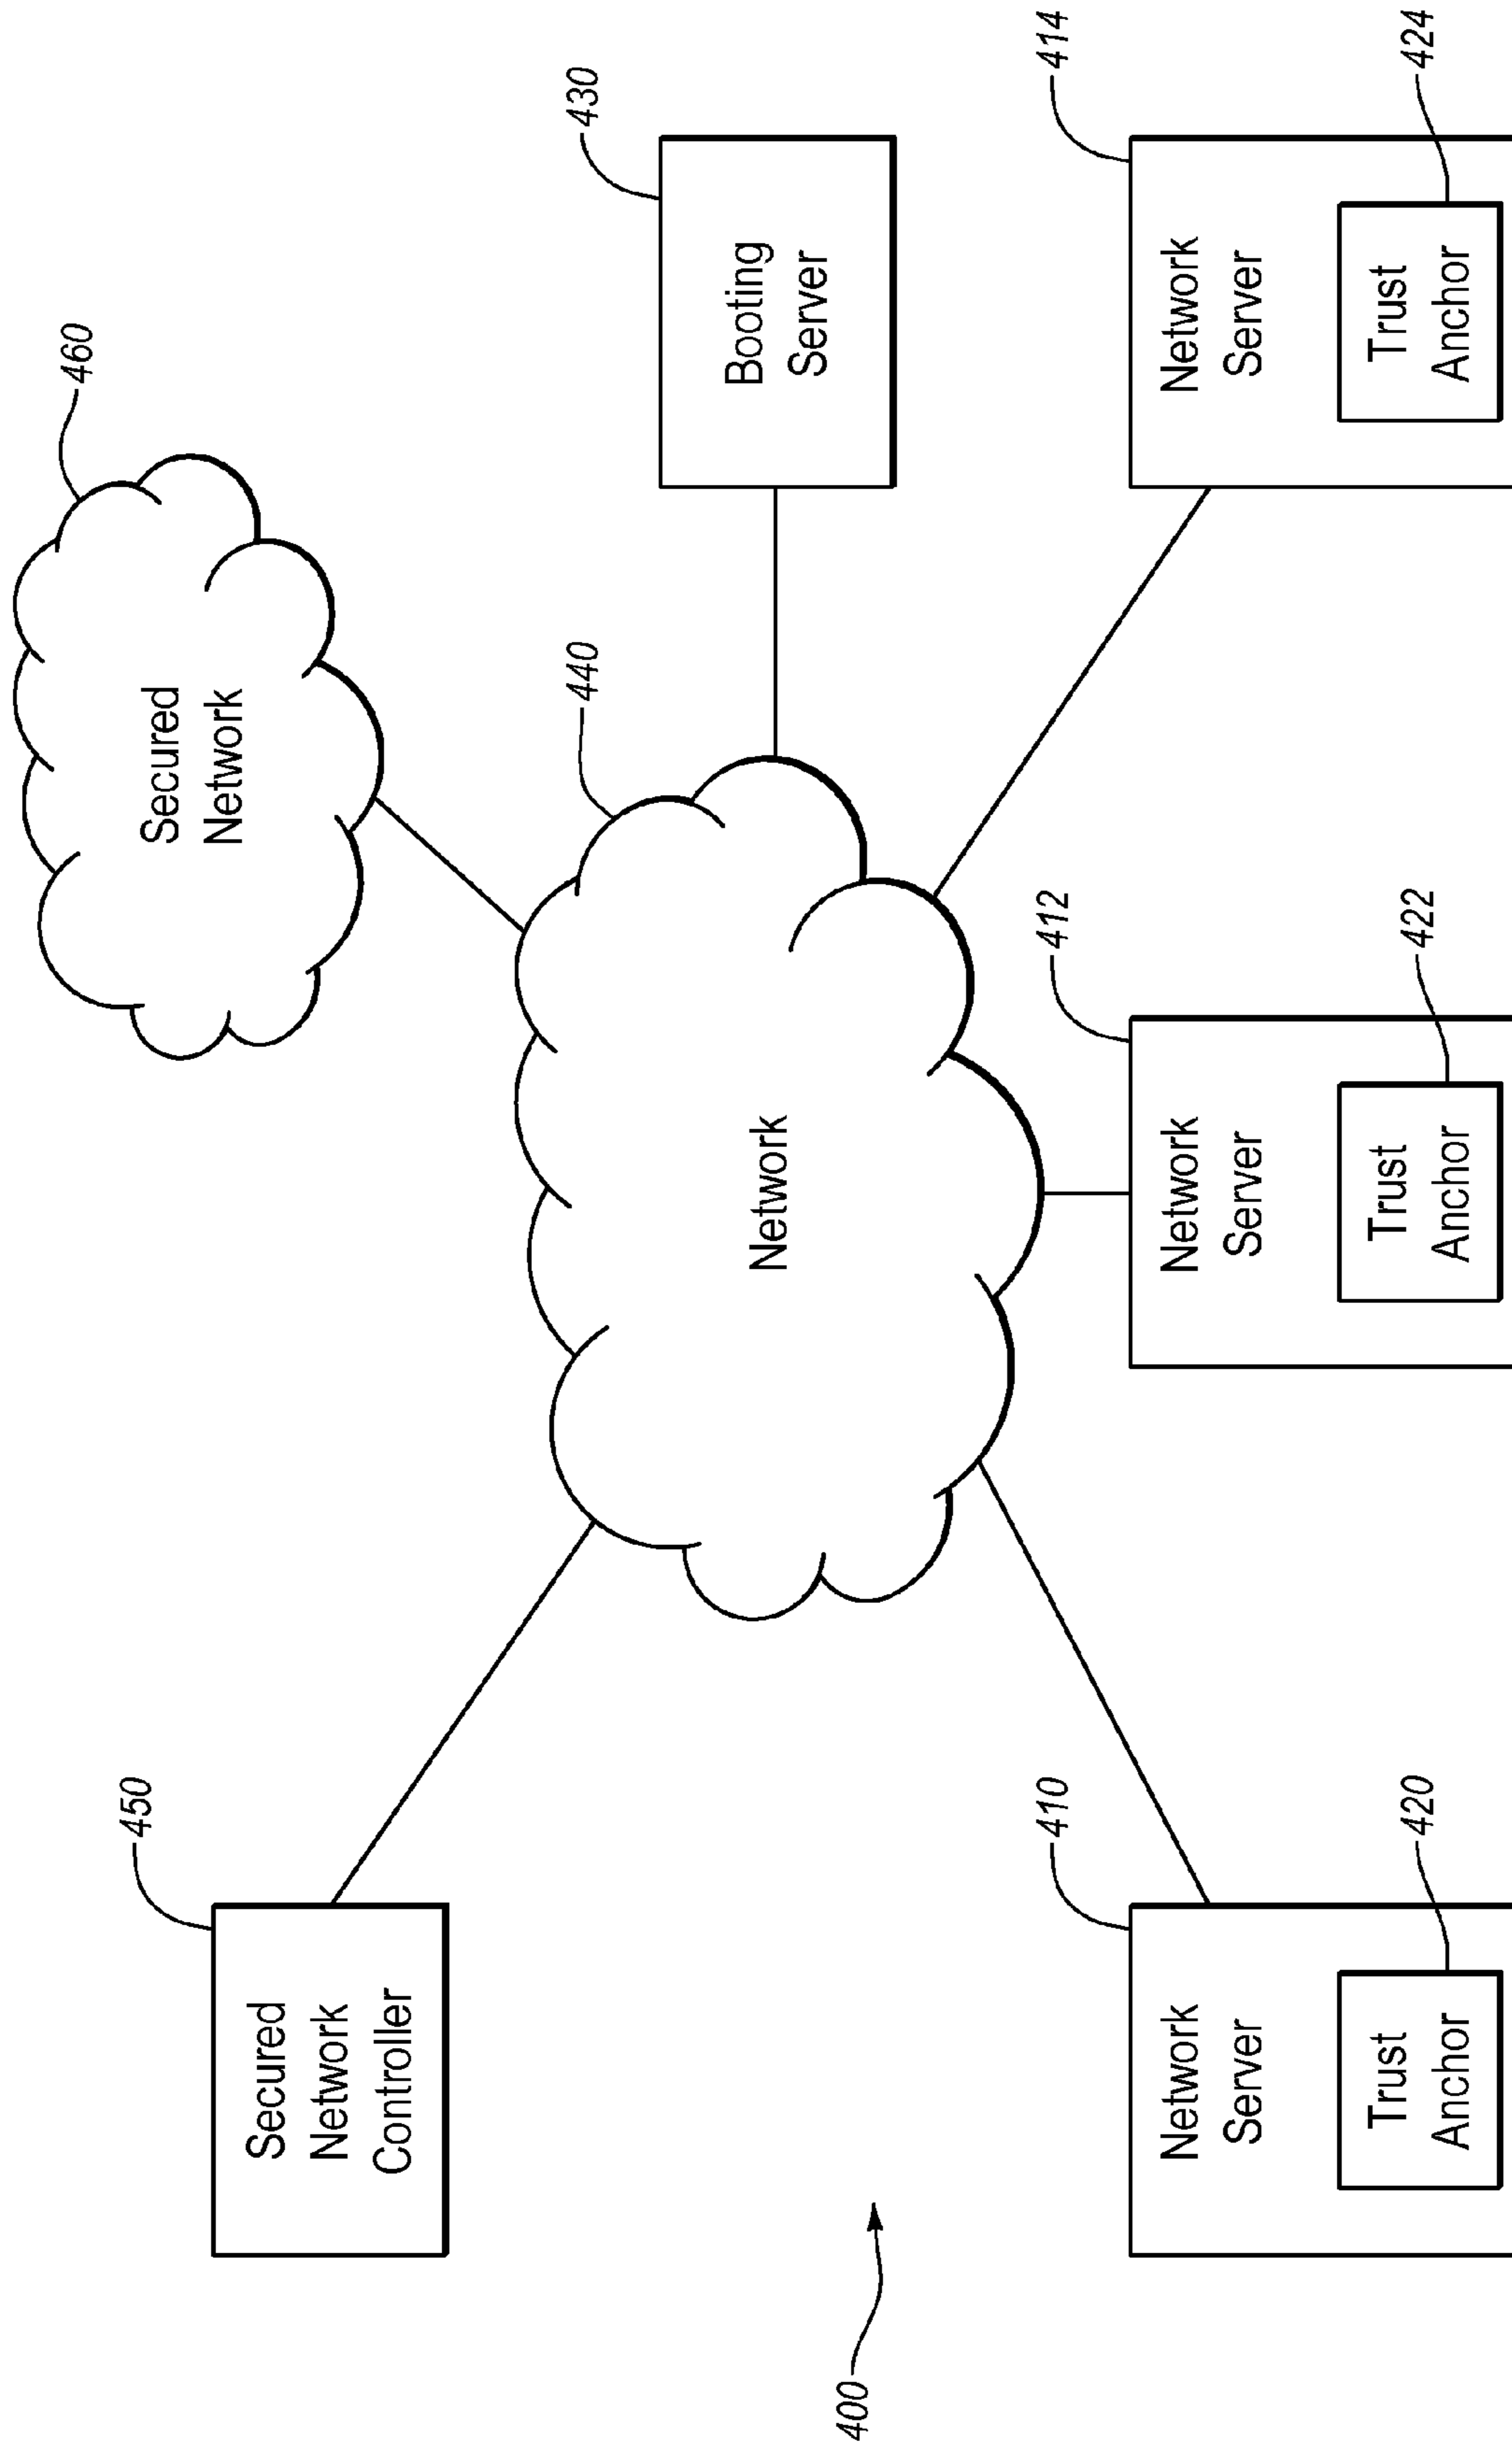 460
Secured
Network
450
Secured
Network
Controller
440
430
Booting
Server
Network
400
410
Network
Server
Trust
Anchor
420
412
Network
Server
Trust
Anchor
422
414
Network
Server
Trust
Anchor
424